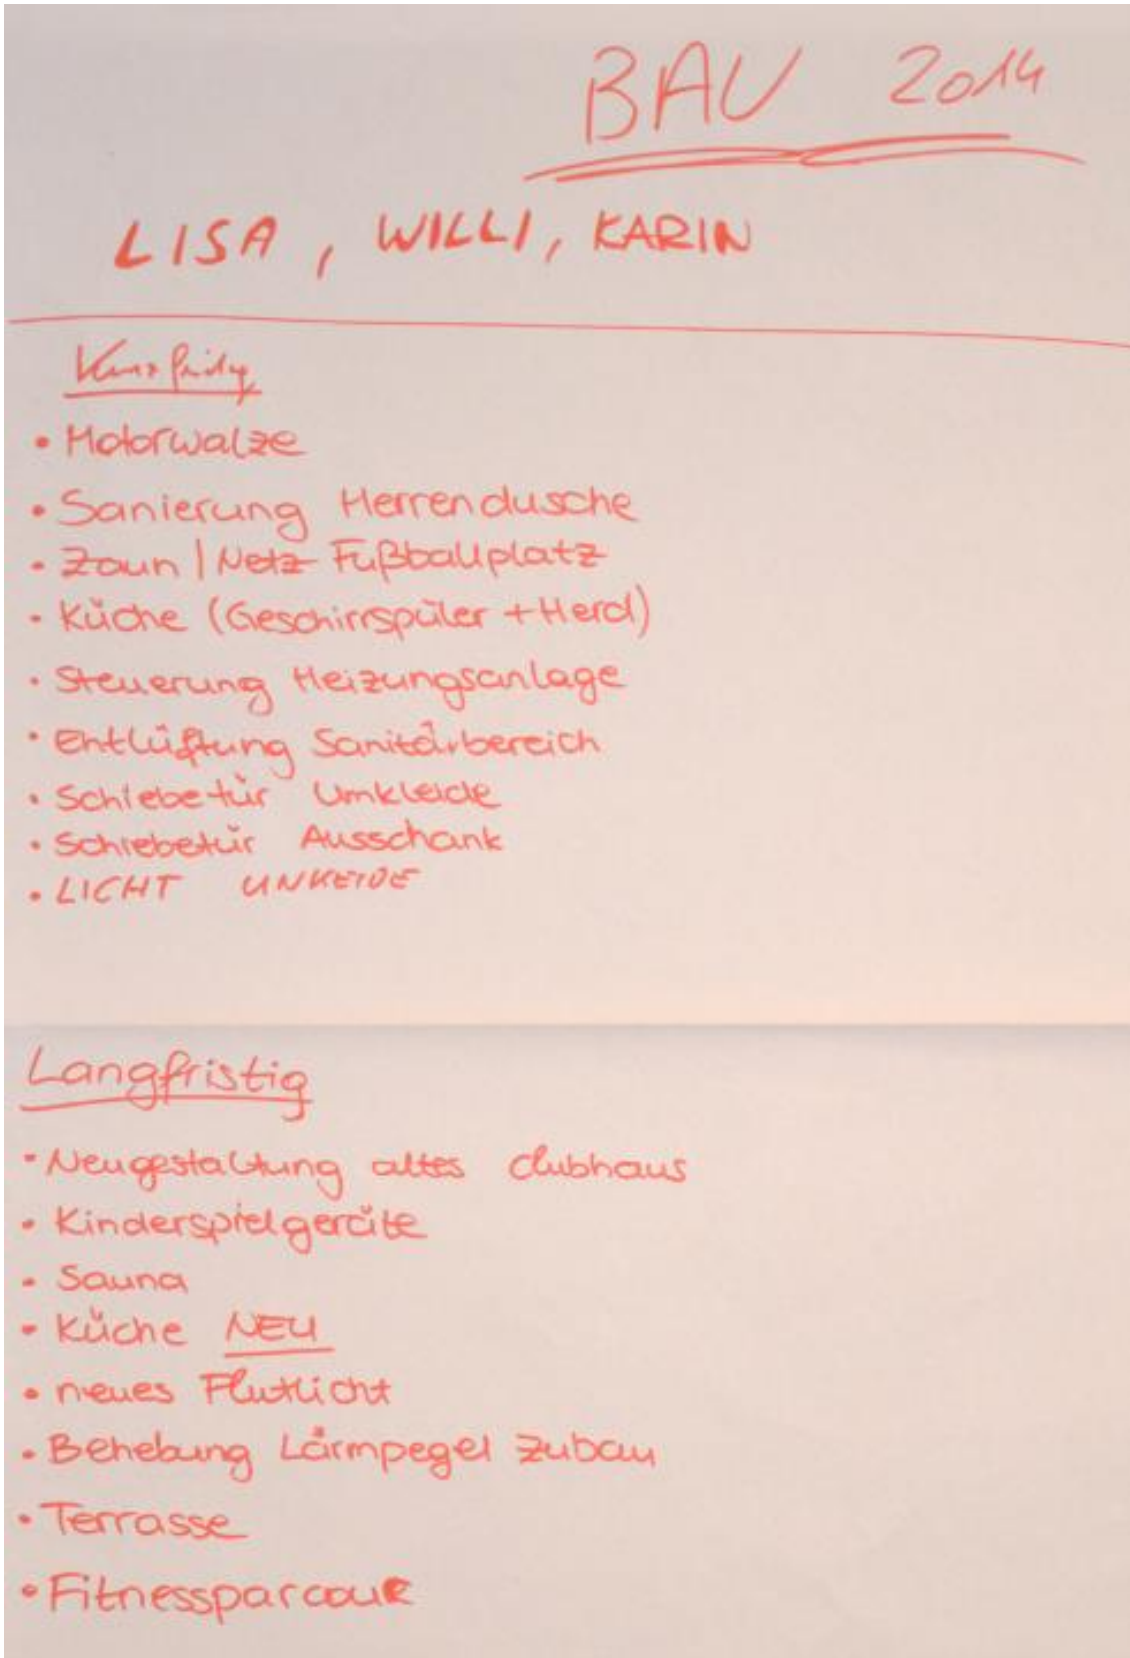 BAU 2014
LISA, WILLI, KARIN
Kurzfristig
• Motorwalze
• Sanierung Herrendusche
• Zaun | Netz Fußballplatz
• Küche (Geschirrspüler + Herd)
• Steuerung Heizungsanlage
• Entlüftung Sanitärbereich
• Schiebetür Umkleide
• Schiebetür Ausschank
• LICHT UNKEIDE
Langfristig
• Neugestaltung altes Clubhaus
• Kinderspielgeräte
• Sauna
• Küche NEU
• neues Flutlicht
• Behebung Lärmpegel Zubau
• Terrasse
• Fitnessparcour